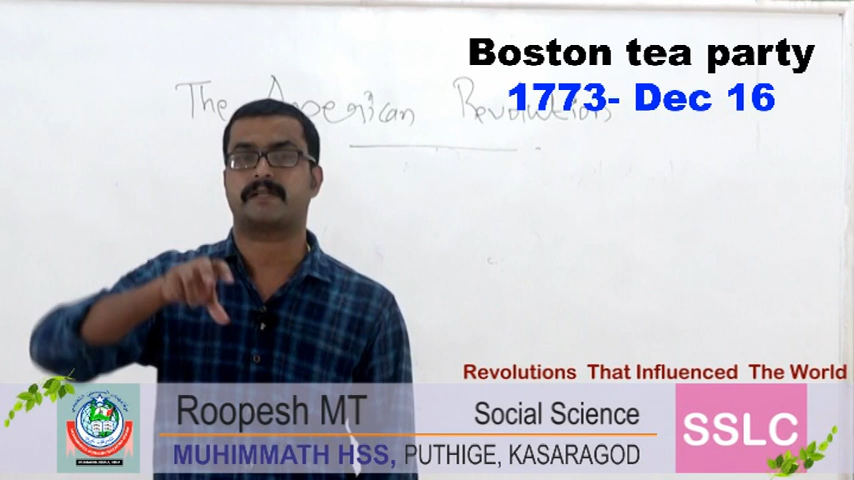 Boston tea party
1773- Dec 16
The American Revolution
Revolutions That Influenced The World
Roopesh MT
Social Science
MUHIMMATH HSS, PUTHIGE, KASARAGOD
SSLC